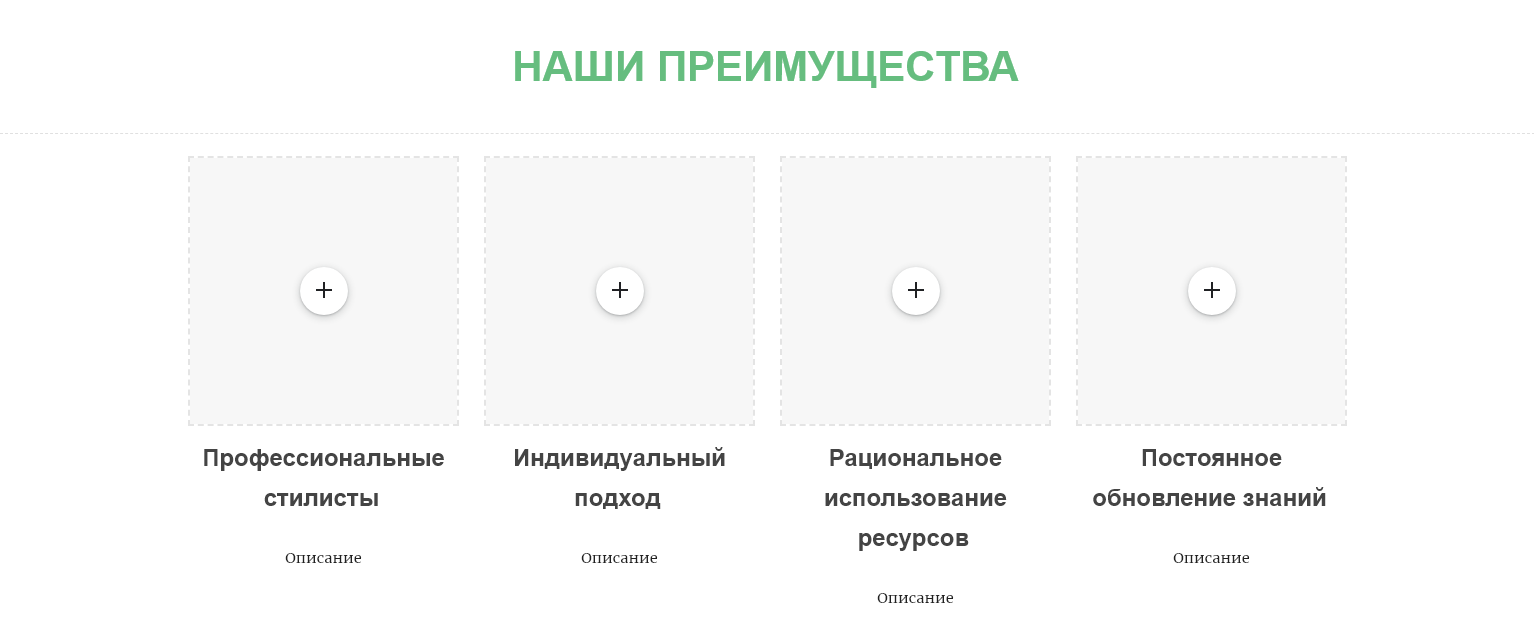 НАШИ ПРЕИМУЩЕСТВА
Профессиональные
стилисты
Описание
Индивидуальный
подход
Описание
Рациональное
использование
ресурсов
Описание
Постоянное
обновление знаний
Описание